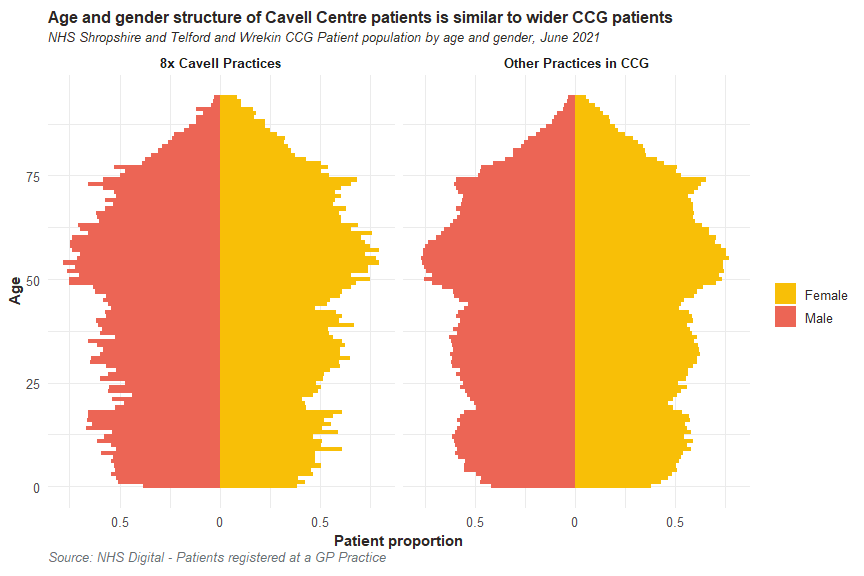 Age and gender structure of Cavell Centre patients is similar to wider CCG patients
NHS Shropshire and Telford and Wrekin CCG Patient population by age and gender, June 2021
8x Cavell Practices
Other Practices in CCG
75
50
25
0
Age
0.5 0 0.5
0.5 0 0.5
Patient proportion
Female
Male
Source: NHS Digital - Patients registered at a GP Practice